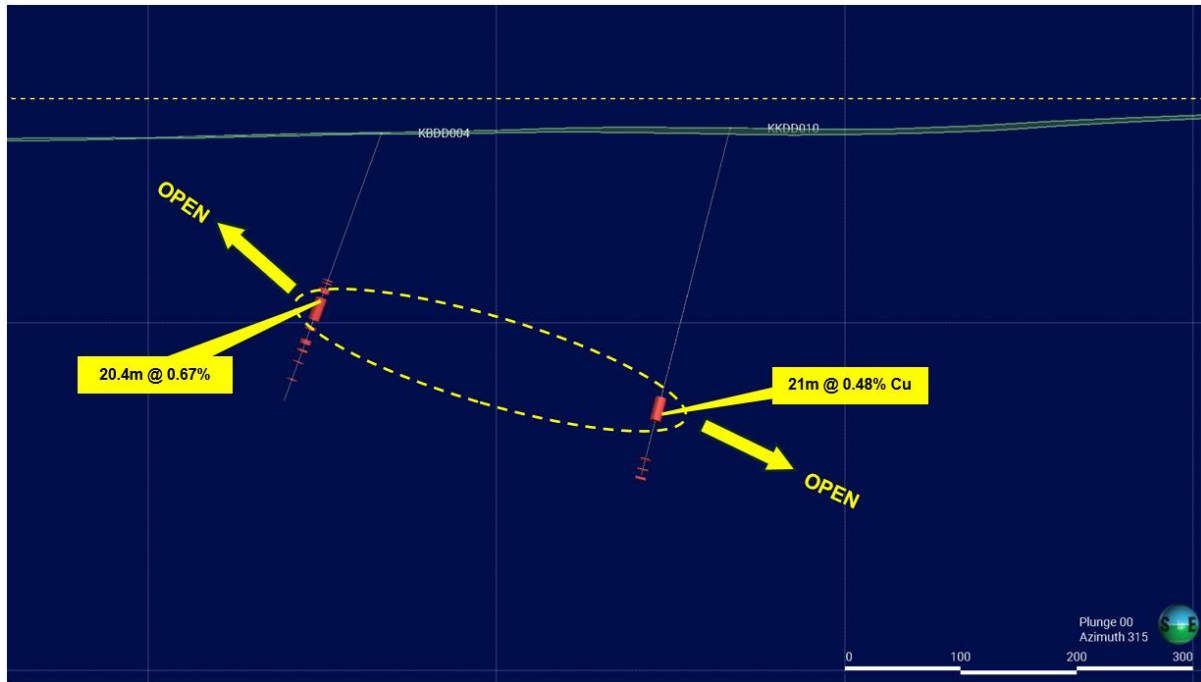 KBDD004
KKDD010
OPEN
20.4m @ 0.67%
21m @ 0.48% Cu
OPEN
Plunge 00
Azimuth 315
S E
0 100 200 300